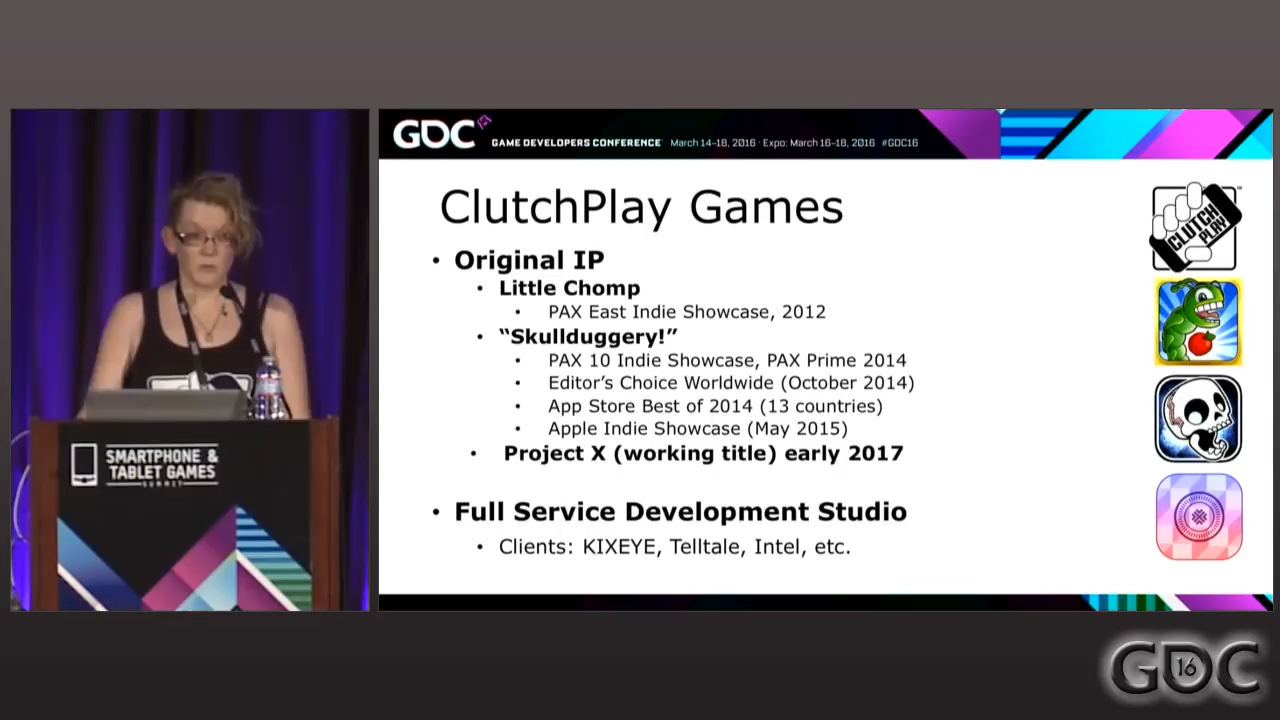 GDC
GAME DEVELOPERS CONFERENCE March 14-18, 2016 · Expo: March 16-18, 2016 #GDC16
ClutchPlay Games
CLUTCH
PLAY
• Original IP
• Little Chomp
• PAX East Indie Showcase, 2012
• “Skullduggery!”
• PAX 10 Indie Showcase, PAX Prime 2014
• Editor’s Choice Worldwide (October 2014)
• App Store Best of 2014 (13 countries)
• Apple Indie Showcase (May 2015)
• Project X (working title) early 2017
• Full Service Development Studio
• Clients: KIXEYE, Telltale, Intel, etc.
SMARTPHONE &
TABLET GAMES
SUMMIT
GDC 16